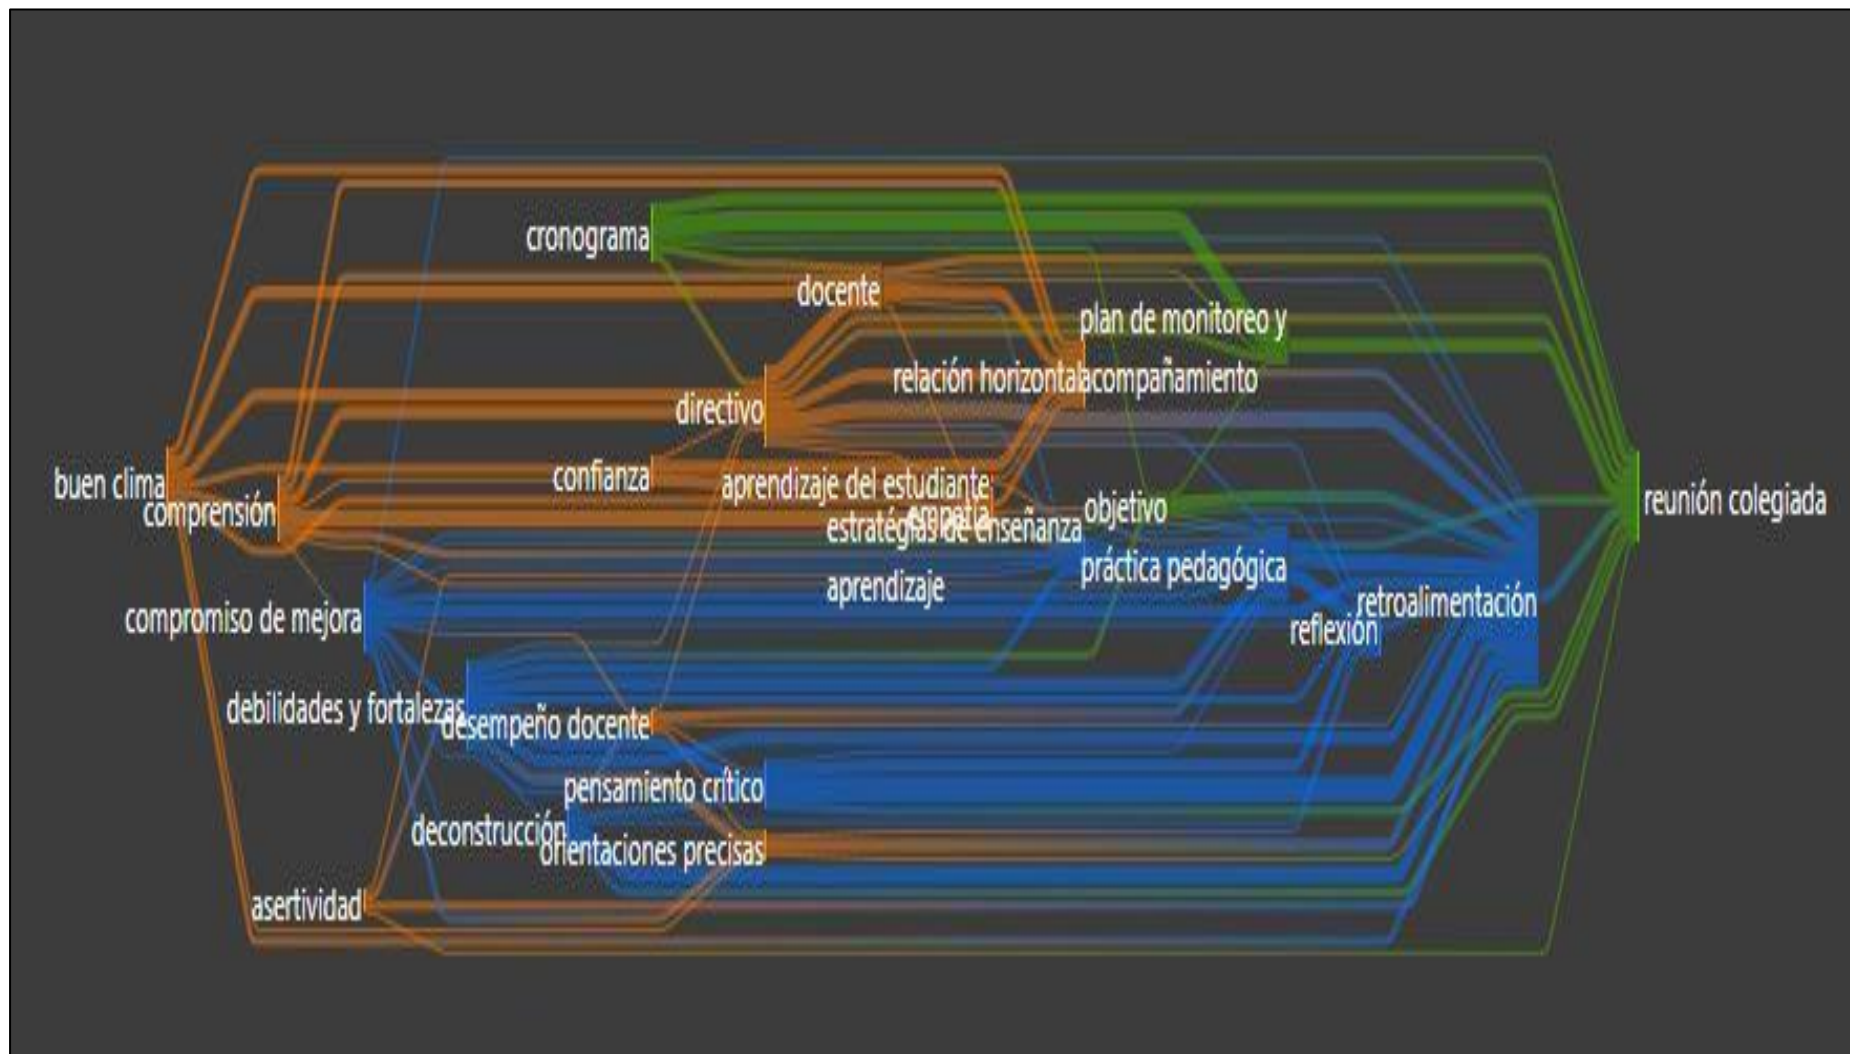 cronograma
docente
plan de monitoreo y
acompañamiento
relación horizontal
directivo
confianza
buen clima
comprensión
aprendizaje del estudiante
empatía
estratégias de enseñanza
aprendizaje
objetivo
práctica pedagógica
reunión colegiada
retroalimentación
reflexión
compromiso de mejora
debilidades y fortalezas
desempeño docente
pensamiento crítico
deconstrucción
orientaciones precisas
asertividad